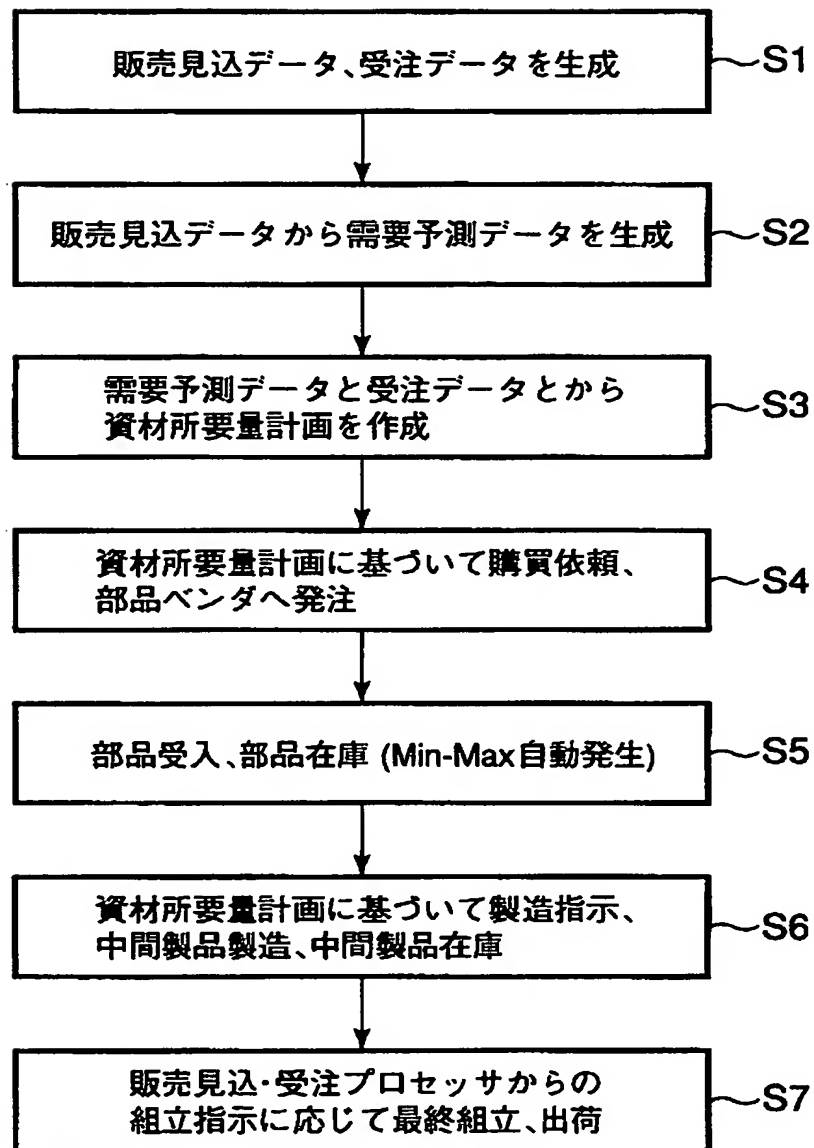 販売見込データ、受注データを生成
S1
販売見込データから需要予測データを生成
S2
需要予測データと受注データとから
資材所要量計画を作成
S3
資材所要量計画に基づいて購買依頼、
部品ベンダへ発注
S4
部品受入、部品在庫 (Min-Max自動発生)
S5
資材所要量計画に基づいて製造指示、
中間製品製造、中間製品在庫
S6
販売見込・受注プロセッサからの
組立指示に応じて最終組立、出荷
S7